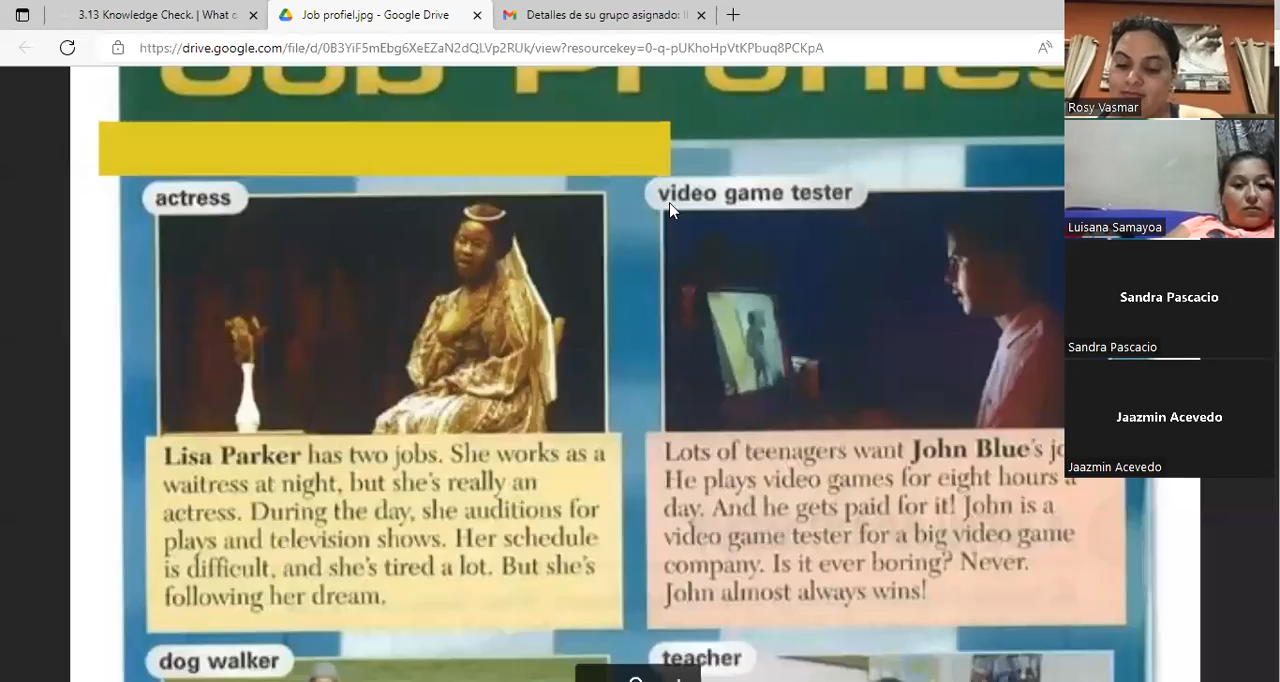 3.13 Knowledge Check. | What c
Job profiel.jpg - Google Drive
Detalles de su grupo asignado: II
https://drive.google.com/file/d/0B3YiF5mEbg6XeEZaN2dQLVp2RUk/view?resourcekey=0-q-pUKhoHpVtKPbuq8PCKpA
Job Profiles
actress
video game tester
Lisa Parker has two jobs. She works as a
waitress at night, but she's really an
actress. During the day, she auditions for
plays and television shows. Her schedule
is difficult, and she's tired a lot. But she's
following her dream.
Lots of teenagers want John Blue's jo
He plays video games for eight hours a
day. And he gets paid for it! John is a
video game tester for a big video game
company. Is it ever boring? Never.
John almost always wins!
dog walker
teacher
Rosy Vasmar
Luisana Samayoa
Sandra Pascacio
Sandra Pascacio
Jaazmin Acevedo
Jaazmin Acevedo